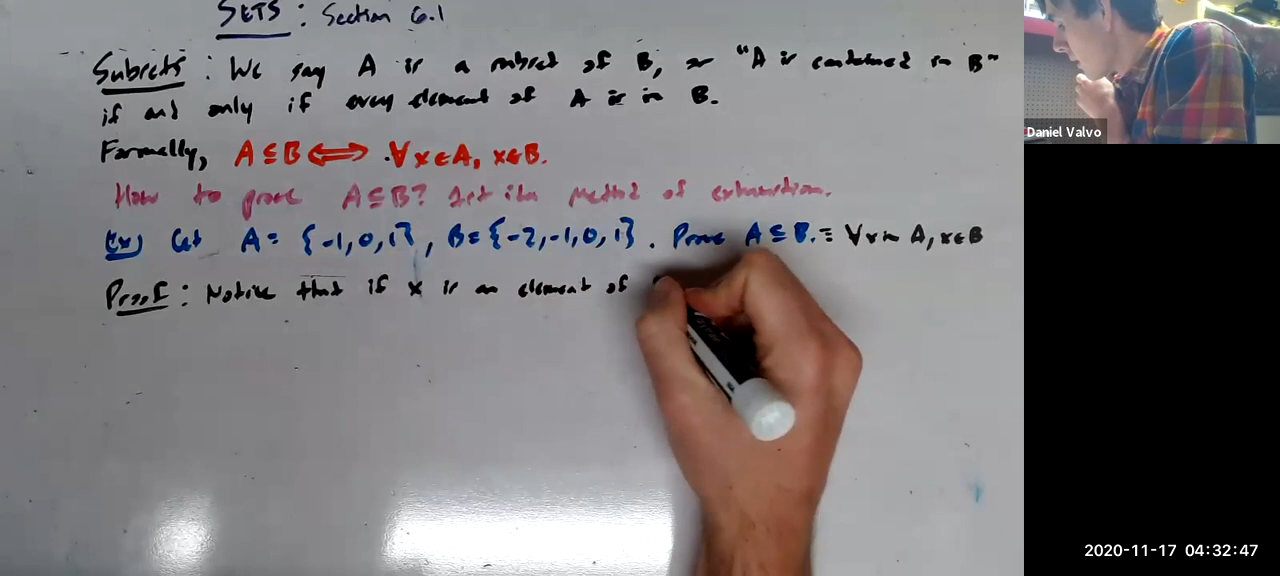 SETS : Section 6.1
Subsets : We say A is a subset of B, or "A is contained in B"
if and only if every element of A is in B.
Formally, A ⊆ B ⟺ ∀ x ∈ A, x ∈ B.
How to prove A ⊆ B? 1st idea method of exhaustion.
Ex) Let A = {-1, 0, 1}, B = {-2, -1, 0, 1}. Prove A ⊆ B. ≡ ∀ x in A, x ∈ B
Proof : Notice that if x is an element of
Daniel Valvo
2020-11-17 04:32:47